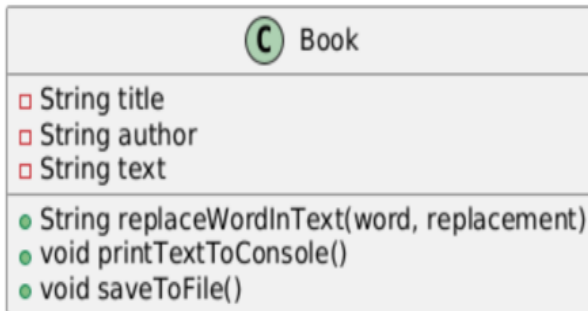 C Book
String title
String author
String text
String replaceWordInText(word, replacement)
void printTextToConsole()
void saveToFile()